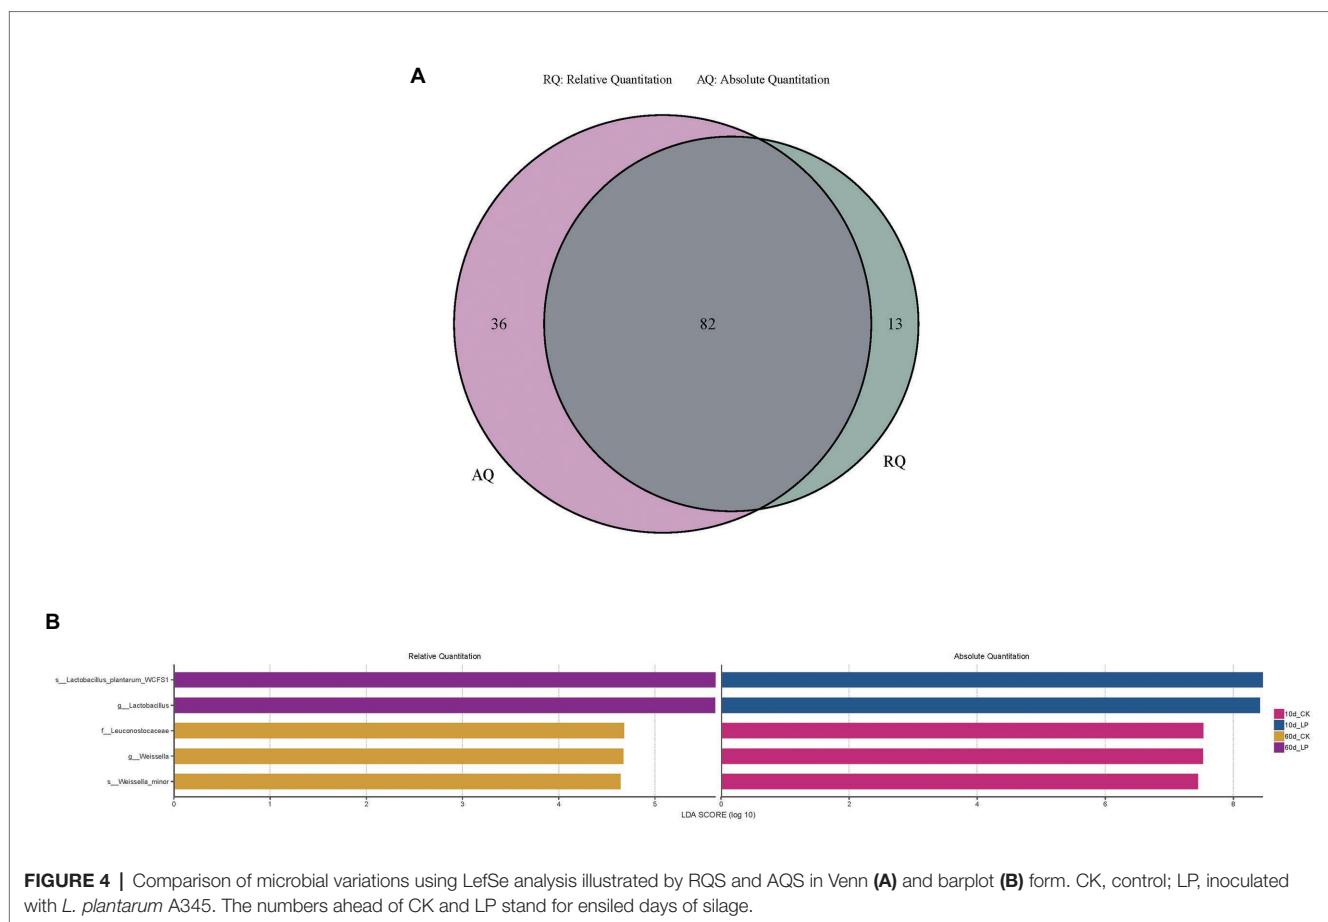 A
RQ: Relative Quantitation AQ: Absolute Quantitation
36 82 13
AQ RQ
B
Relative Quantitation Absolute Quantitation
s__Lactobacillus_plantarum_WCFS1
g__Lactobacillus
f__Leuconostocaceae
g__Weissella
s__Weissella_minor
10d_CK
10d_LP
60d_CK
60d_LP
0 1 2 3 4 5 0 2 4 6 8
LDA SCORE (log 10)
FIGURE 4 | Comparison of microbial variations using LefSe analysis illustrated by RQS and AQS in Venn (A) and barplot (B) form. CK, control; LP, inoculated
with L. plantarum A345. The numbers ahead of CK and LP stand for ensiled days of silage.